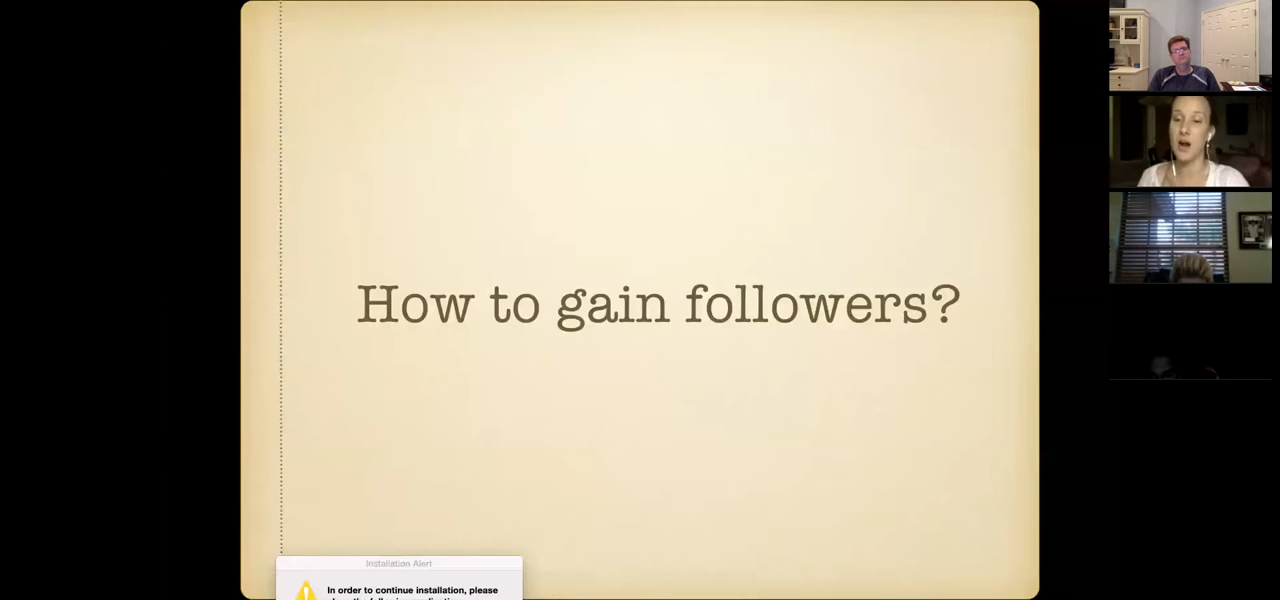 How to gain followers?
Installation Alert
In order to continue installation, please